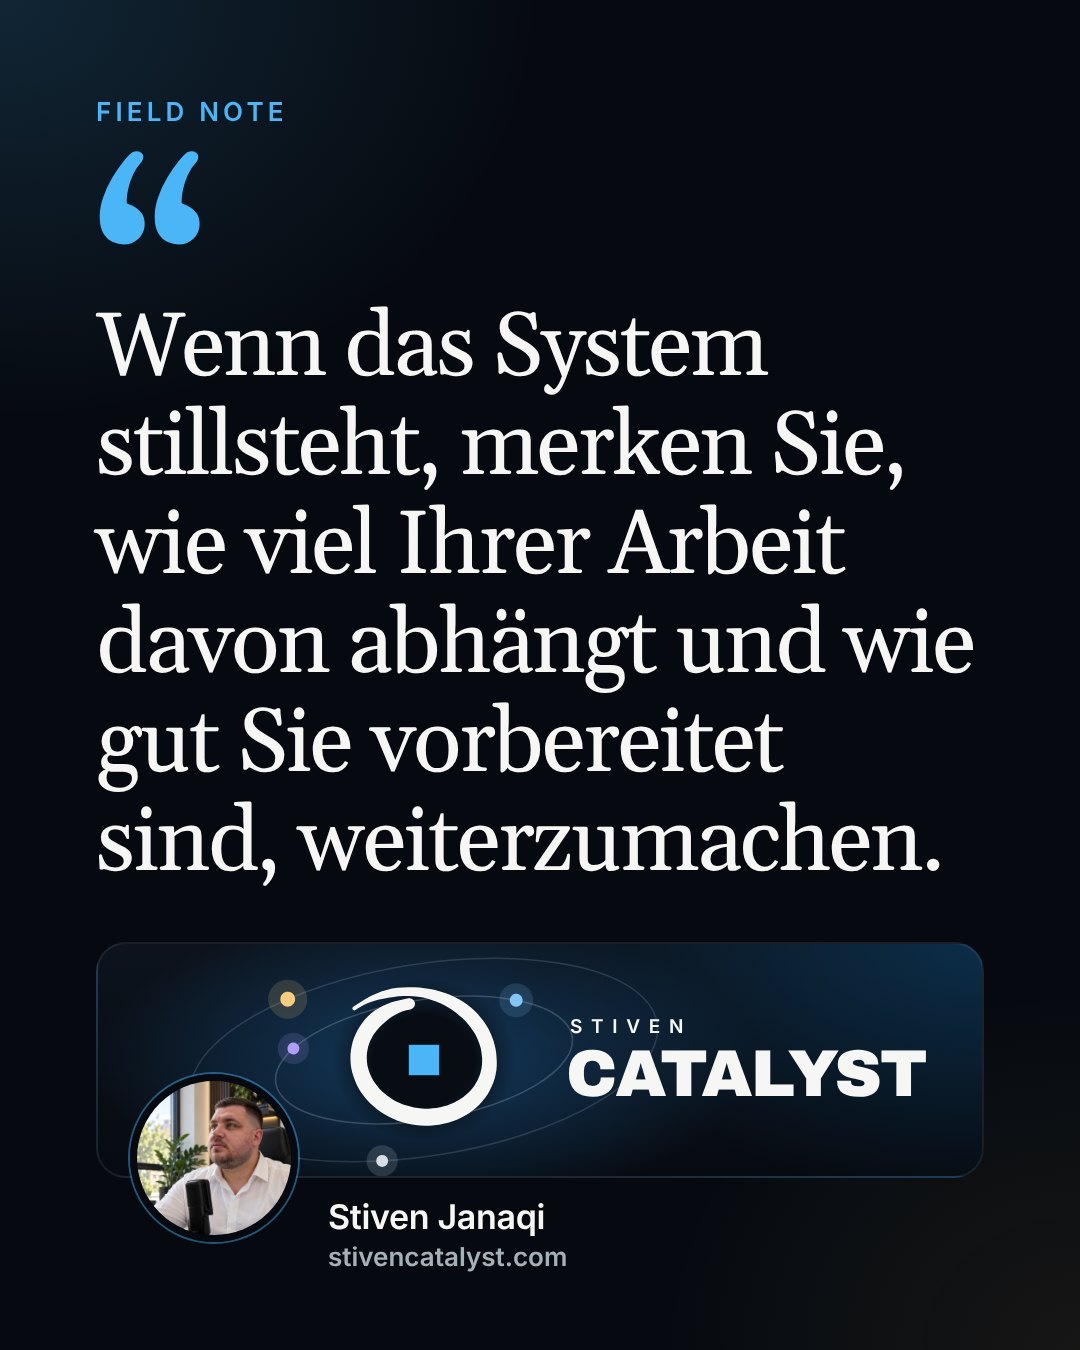 FIELD NOTE
“
Wenn das System
stillsteht, merken Sie,
wie viel Ihrer Arbeit
davon abhängt und wie
gut Sie vorbereitet
sind, weiterzumachen.
STIVEN
CATALYST
Stiven Janaqi
stivencatalyst.com